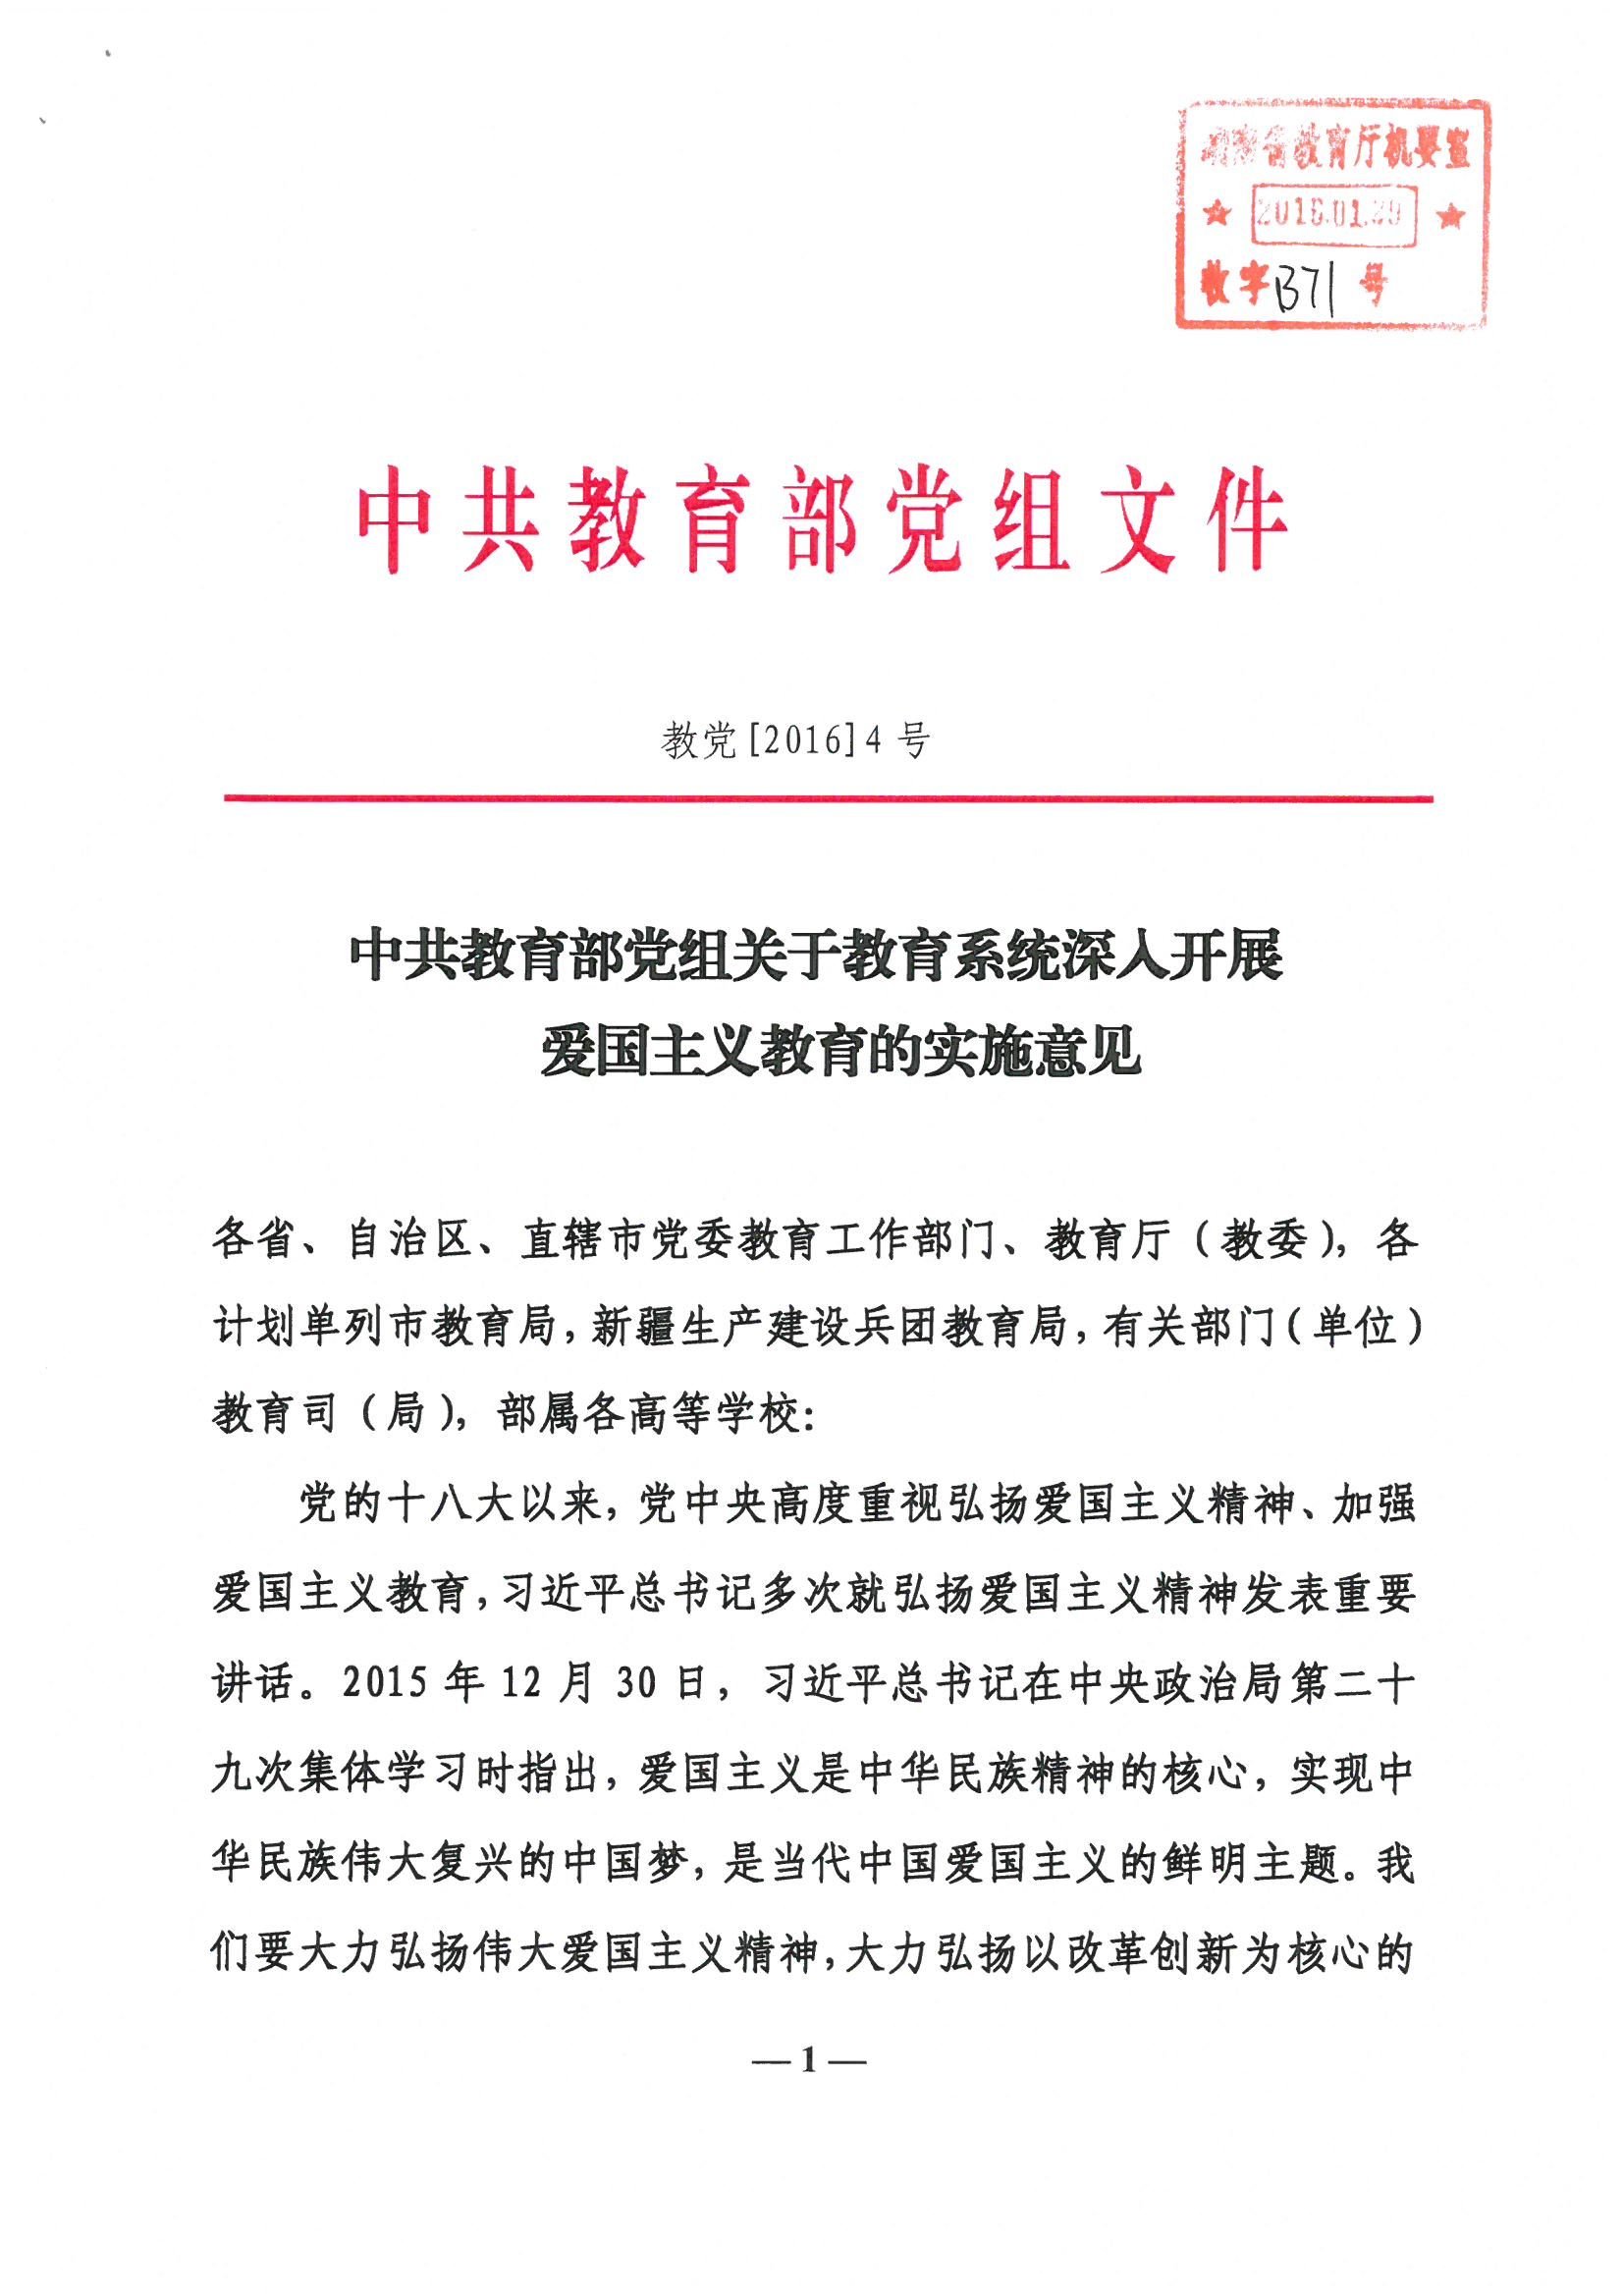 省教育厅机要室
2016.01.29
教字B71号
中共教育部党组文件
教党[2016]4 号
中共教育部党组关于教育系统深入开展
爱国主义教育的实施意见
各省、自治区、直辖市党委教育工作部门、教育厅（教委），各
计划单列市教育局，新疆生产建设兵团教育局，有关部门（单位）
教育司（局），部属各高等学校：
党的十八大以来，党中央高度重视弘扬爱国主义精神、加强
爱国主义教育，习近平总书记多次就弘扬爱国主义精神发表重要
讲话。2015 年 12 月 30 日，习近平总书记在中央政治局第二十
九次集体学习时指出，爱国主义是中华民族精神的核心，实现中
华民族伟大复兴的中国梦，是当代中国爱国主义的鲜明主题。我
们要大力弘扬伟大爱国主义精神，大力弘扬以改革创新为核心的
— 1 —